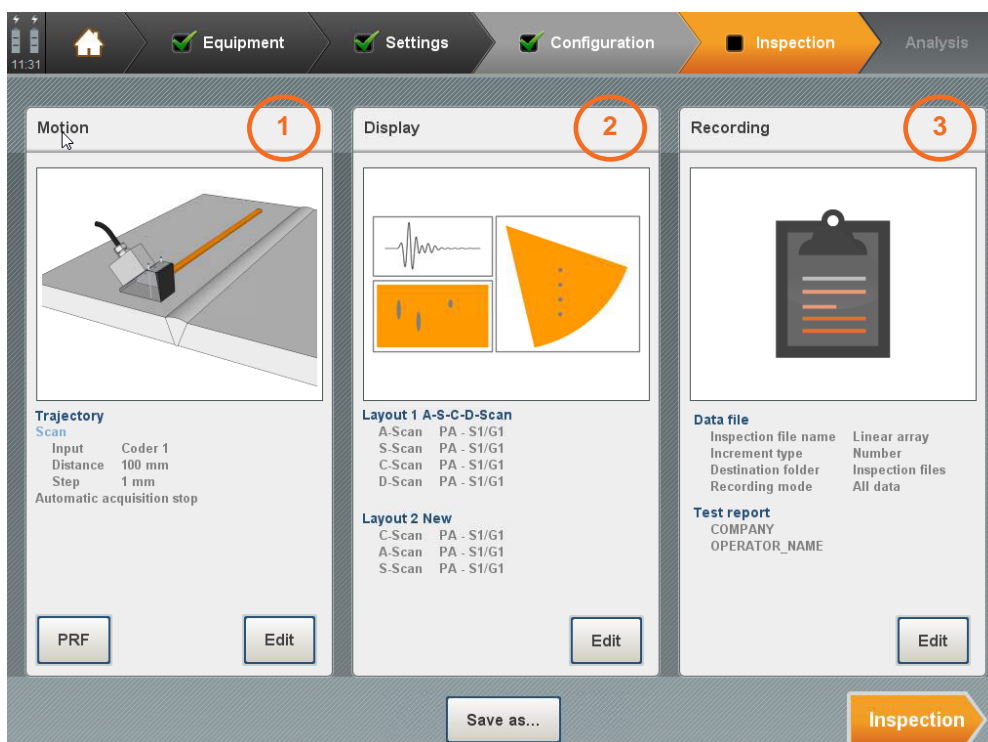 11:31
Equipment
Settings
Configuration
Inspection
Analysis
Motion
1
Trajectory
Scan
Input Coder 1
Distance 100 mm
Step 1 mm
Automatic acquisition stop
PRF
Edit
Display
2
Layout 1 A-S-C-D-Scan
A-Scan PA - S1/G1
S-Scan PA - S1/G1
C-Scan PA - S1/G1
D-Scan PA - S1/G1
Layout 2 New
C-Scan PA - S1/G1
A-Scan PA - S1/G1
S-Scan PA - S1/G1
Edit
Recording
3
Data file
Inspection file name Linear array
Increment type Number
Destination folder Inspection files
Recording mode All data
Test report
COMPANY
OPERATOR_NAME
Edit
Save as...
Inspection